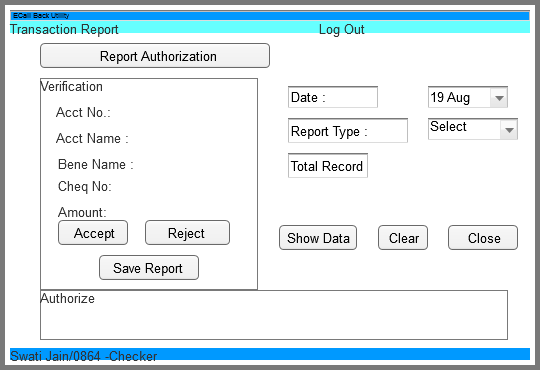 ECalli Back Utility
Transaction Report Log Out
Report Authorization
Verification
Acct No.:
Acct Name :
Bene Name :
Cheq No:
Amount:
Accept Reject
Save Report
Date : 19 Aug
Report Type : Select
Total Record
Show Data Clear Close
Authorize
Swati Jain/0864 -Checker